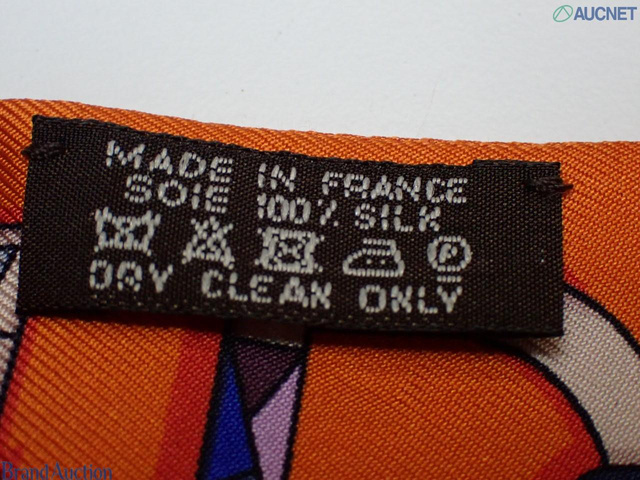 AUCNET
MADE IN FRANCE
SOIE 100% SILK
P
DRY CLEAN ONLY
Brand Auction